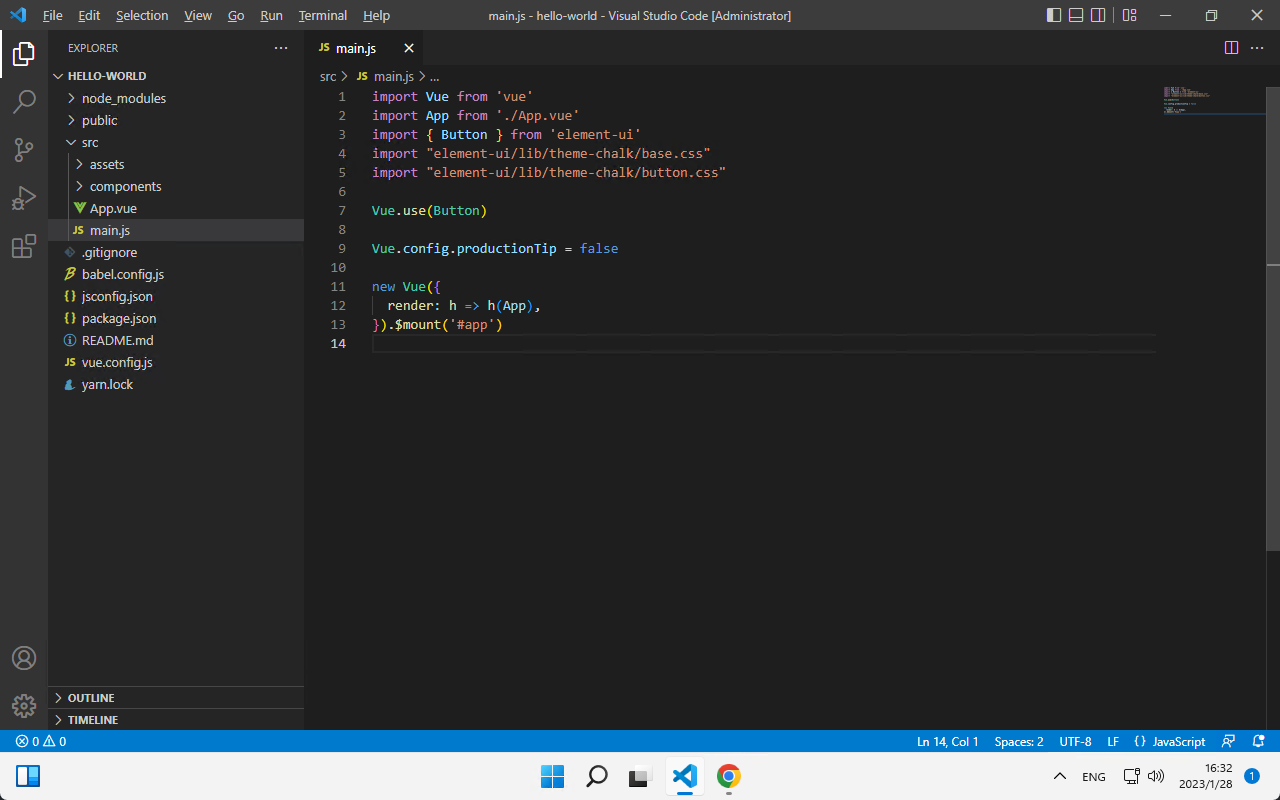 File Edit Selection View Go Run Terminal Help
main.js - hello-world - Visual Studio Code [Administrator]
EXPLORER
HELLO-WORLD
node_modules
public
src
assets
components
App.vue
JS main.js
.gitignore
babel.config.js
{} jsconfig.json
{} package.json
README.md
JS vue.config.js
yarn.lock
OUTLINE
TIMELINE
JS main.js
src > JS main.js > ...
1 import Vue from 'vue'
2 import App from './App.vue'
3 import { Button } from 'element-ui'
4 import "element-ui/lib/theme-chalk/base.css"
5 import "element-ui/lib/theme-chalk/button.css"
6
7 Vue.use(Button)
8
9 Vue.config.productionTip = false
10
11 new Vue({
12 render: h => h(App),
13 }).$mount('#app')
14
0 0
Ln 14, Col 1 Spaces: 2 UTF-8 LF {} JavaScript
ENG
16:32
2023/1/28
1